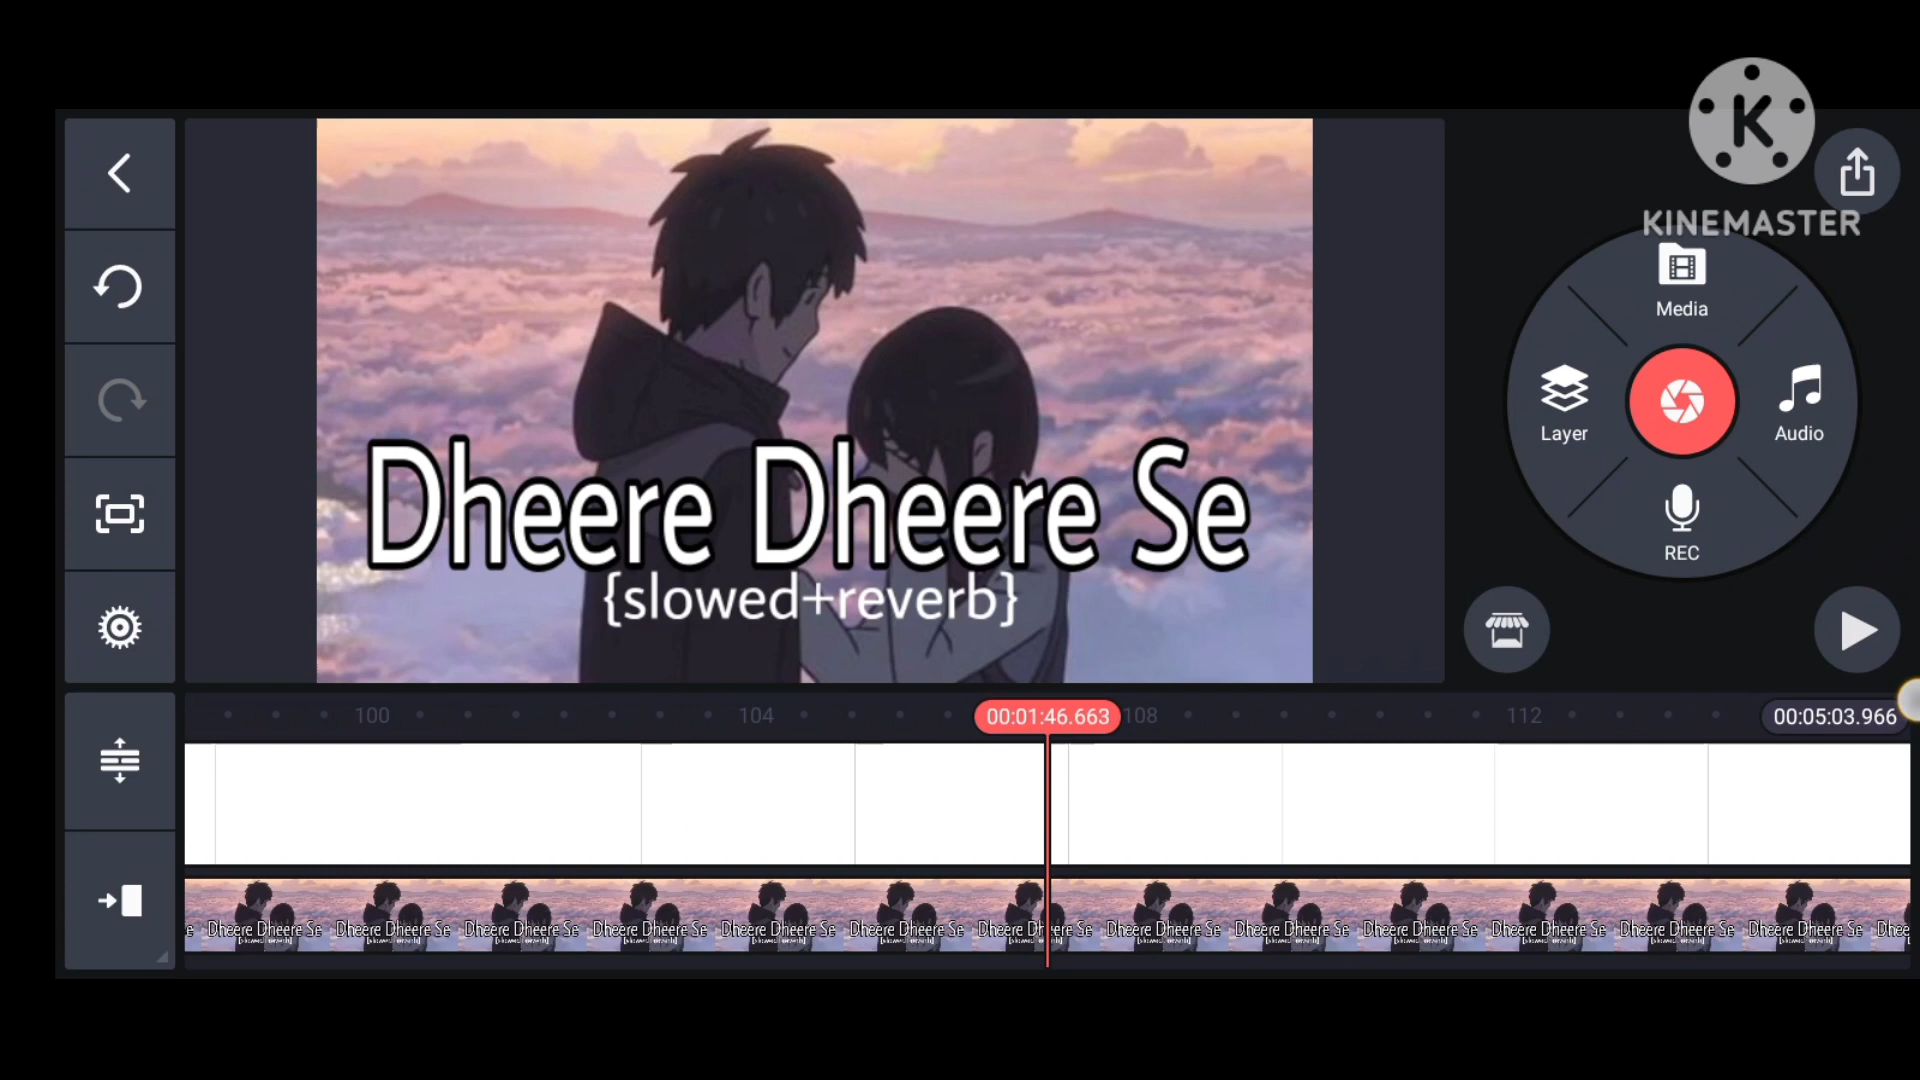 KINEMASTER
Media
Layer
Audio
REC
Dheere Dheere Se
{slowed+reverb}
100
104
00:01:46.663
108
112
00:05:03.966
e Dheere Dheere Se Dheere Dheere Se Dheere Dheere Se Dheere Dheere Se Dheere Dheere Se Dheere Dheere Se Dheere Dheere Se Dheere Dheere Se Dheere Dheere Se Dheere Dheere Se Dheere Dheere Se Dheere Dheere Se Dheere Dheere Se Dhee